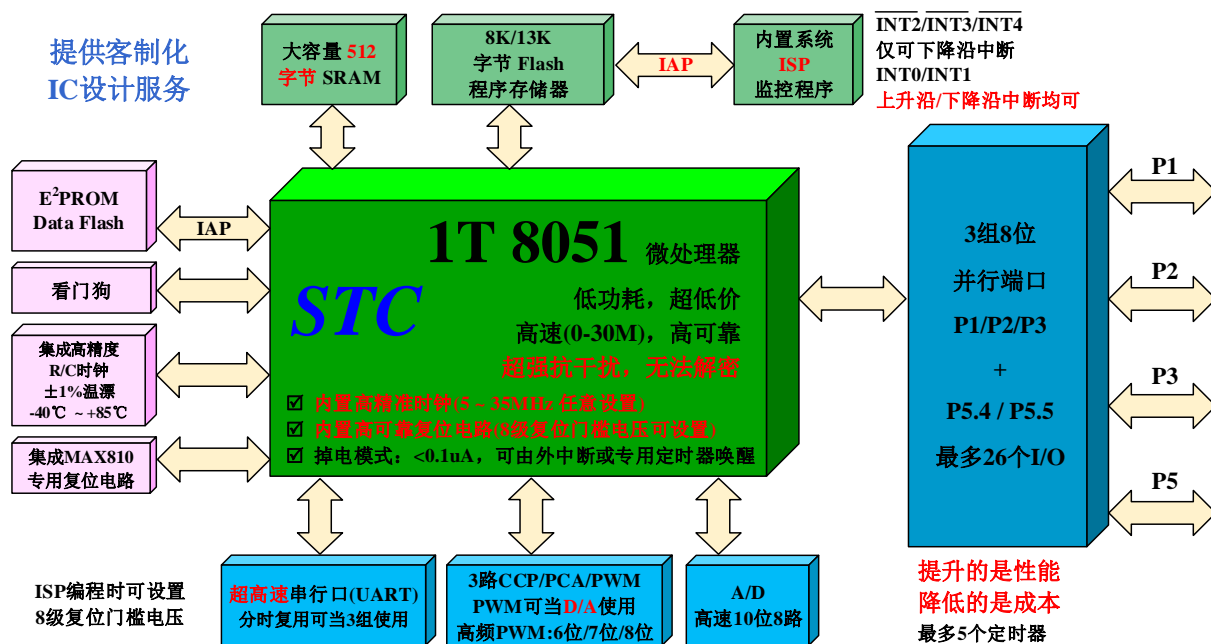 提供客制化
IC设计服务
大容量 512
字节 SRAM
8K/13K
字节 Flash
程序存储器
IAP
内置系统
ISP
监控程序
INT2/INT3/INT4
仅可下降沿中断
INT0/INT1
上升沿/下降沿中断均可
E²PROM
Data Flash
IAP
看门狗
集成高精度
R/C时钟
±1%温漂
-40℃ ~ +85℃
集成MAX810
专用复位电路
1T 8051 微处理器
STC
低功耗，超低价
高速(0-30M)，高可靠
超强抗干扰，无法解密
☑ 内置高精准时钟(5 ~ 35MHz 任意设置)
☑ 内置高可靠复位电路(8级复位门槛电压可设置)
☑ 掉电模式：<0.1uA，可由外中断或专用定时器唤醒
3组8位
并行端口
P1/P2/P3
+
P5.4 / P5.5
最多26个I/O
P1
P2
P3
P5
ISP编程时可设置
8级复位门槛电压
超高速串行口(UART)
分时复用可当3组使用
3路CCP/PCA/PWM
PWM可当D/A使用
高频PWM:6位/7位/8位
A/D
高速10位8路
提升的是性能
降低的是成本
最多5个定时器